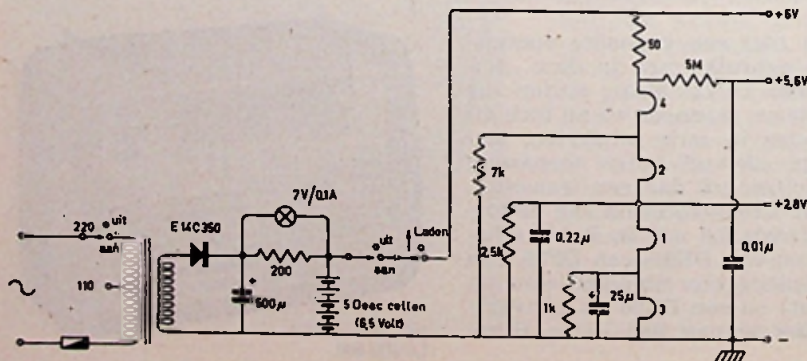 +6V
50
5M
+5,6V
4
7k
2
7V/0,1A
220
uit
aan
E14C350
uit
Laden
aan
200
2,5k
0,22µ
+2,8V
1
0,01µ
110
500µ
5 Deac cellen
(6,5 Volt)
1k
25µ
3
-